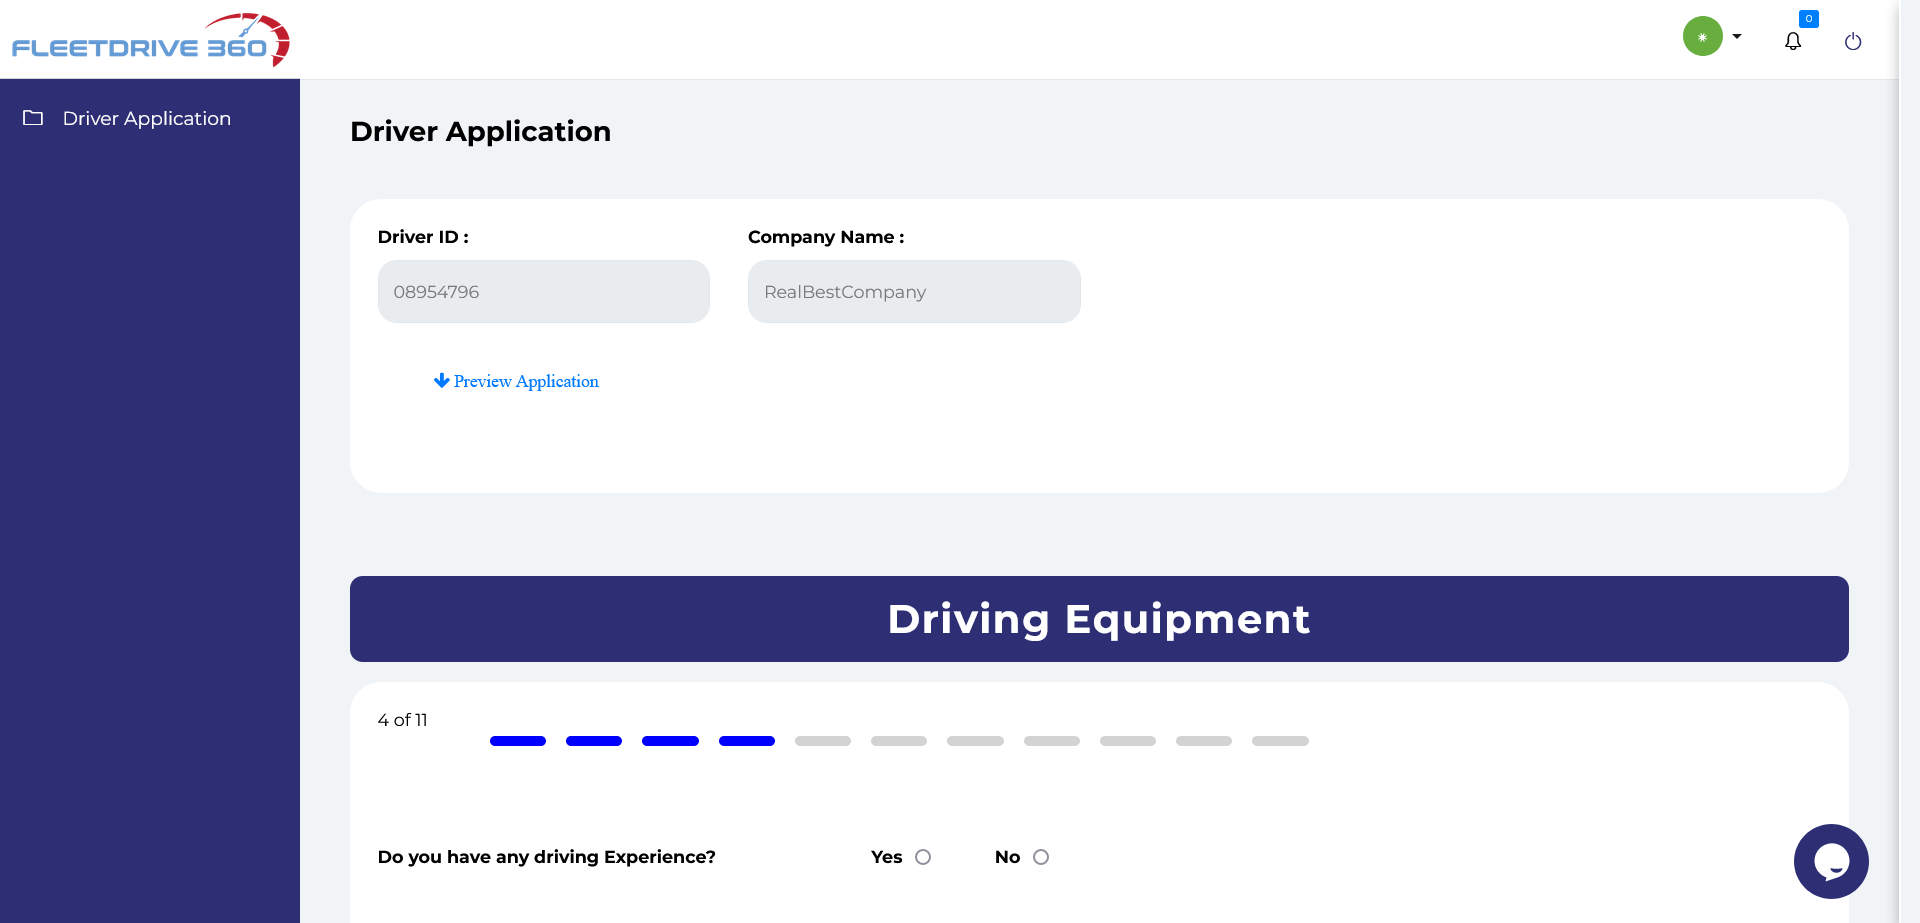 FLEETDRIVE 360
0
Driver Application
Driver Application
Driver ID :
Company Name :
08954796
RealBestCompany
Preview Application
Driving Equipment
4 of 11
Do you have any driving Experience?
Yes
No